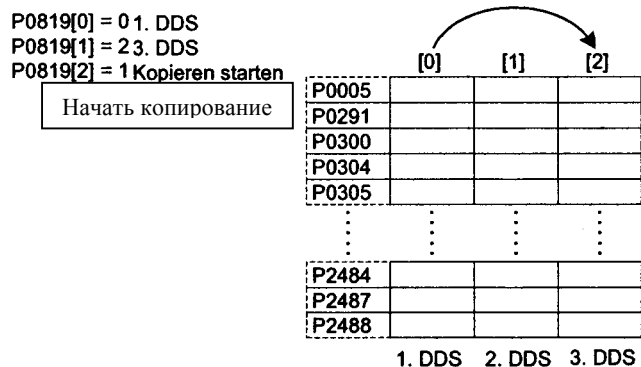 P0819[0] = 0 1. DDS
P0819[1] = 2 3. DDS
P0819[2] = 1 Kopieren starten
Начать копирование
[0] [1] [2]
P0005
P0291
P0300
P0304
P0305
P2484
P2487
P2488
1. DDS 2. DDS 3. DDS